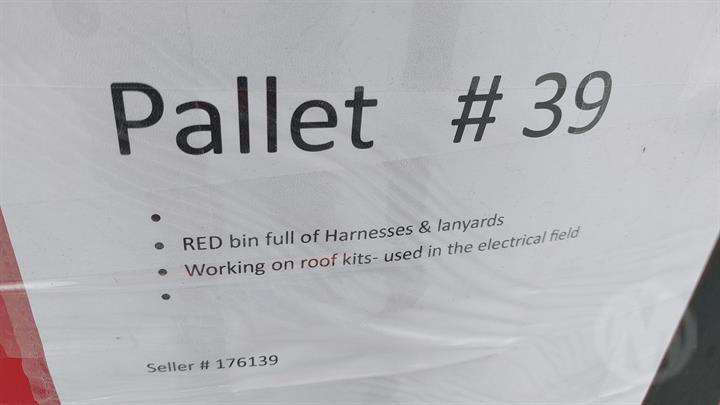 Pallet # 39
•
• RED bin full of Harnesses & lanyards
• Working on roof kits- used in the electrical field
•
Seller # 176139